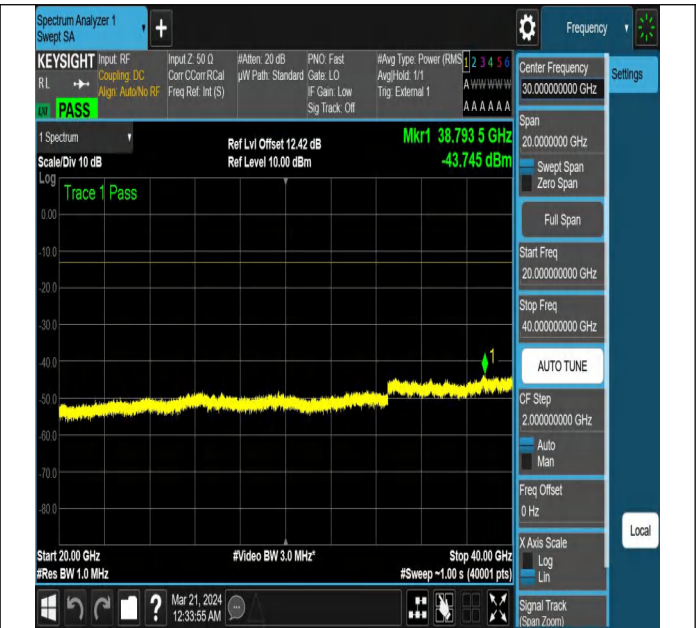 Spectrum Analyzer 1
Swept SA
+
Frequency
KEYSIGHT
RL
PASS
Input: RF
Coupling: DC
Align: Auto/No RF
Input Z: 50 Ω
Corr CCorr RCal
Freq Ref: Int (S)
#Atten: 20 dB
µW Path: Standard
PNO: Fast
Gate: LO
IF Gain: Low
Sig Track: Off
#Avg Type: Power (RMS)
Avg|Hold: 1/1
Trig: External 1
1 2 3 4 5 6
A W W W W W
A A A A A A
1 Spectrum
Scale/Div 10 dB
Ref Lvl Offset 12.42 dB
Ref Level 10.00 dBm
Mkr1 38.793 5 GHz
-43.745 dBm
Log
Trace 1 Pass
0.00
-10.0
-20.0
-30.0
-40.0
-50.0
-60.0
-70.0
-80.0
1
Start 20.00 GHz
#Res BW 1.0 MHz
#Video BW 3.0 MHz*
Stop 40.00 GHz
#Sweep ~1.00 s (40001 pts)
?
Mar 21, 2024
12:33:55 AM
Center Frequency
30.000000000 GHz
Settings
Span
20.0000000 GHz
Swept Span
Zero Span
Full Span
Start Freq
20.000000000 GHz
Stop Freq
40.000000000 GHz
AUTO TUNE
CF Step
2.000000000 GHz
Auto
Man
Freq Offset
0 Hz
X Axis Scale
Log
Lin
Local
Signal Track
(Span Zoom)